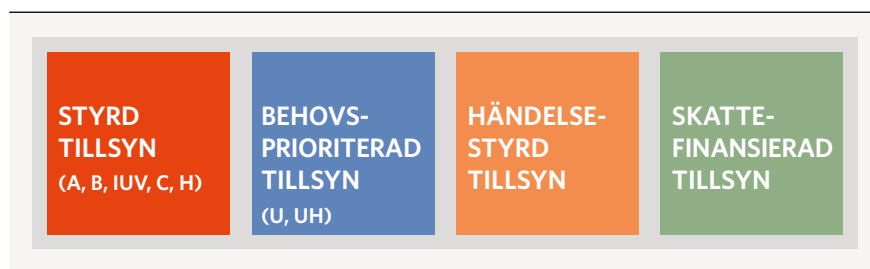 STYRD
TILLSYN
(A, B, IUV, C, H)
BEHOVS-
PRIORITERAD
TILLSYN
(U, UH)
HÄNDELSE-
STYRD
TILLSYN
SKATTE-
FINANSIERAD
TILLSYN